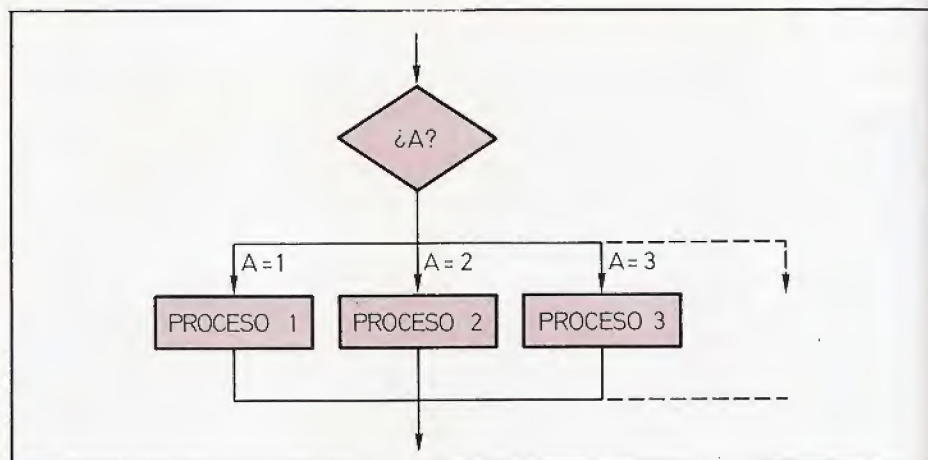 ¿A?
A=1
A=2
A=3
PROCESO 1
PROCESO 2
PROCESO 3